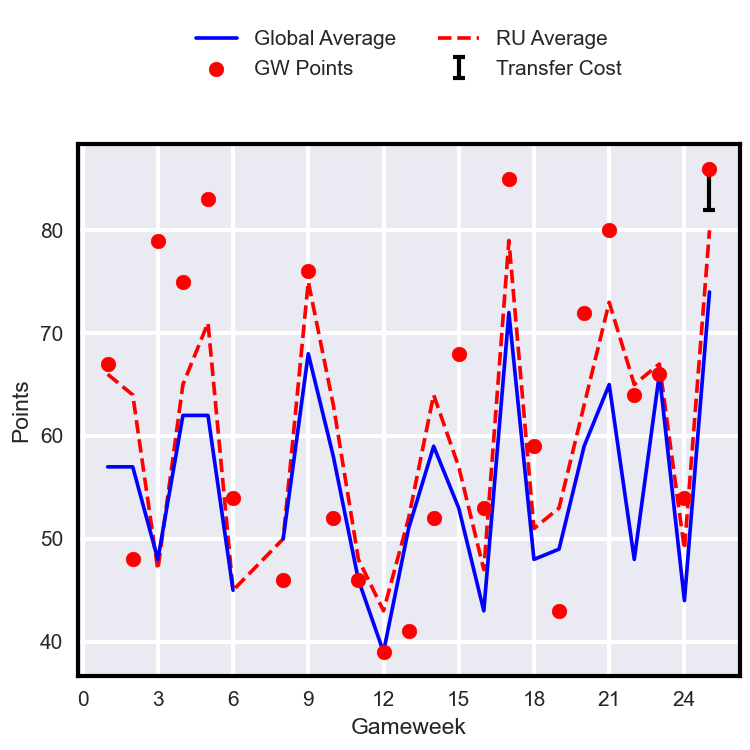 Global Average RU Average
GW Points Transfer Cost
80
70
60
50
40
Points
0 3 6 9 12 15 18 21 24
Gameweek